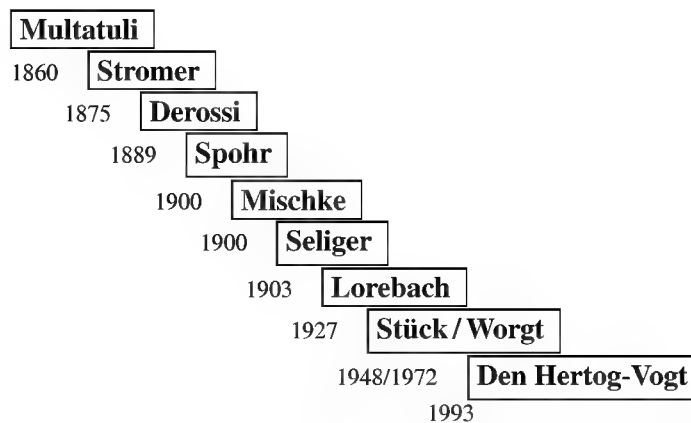 Multatuli
1860 Stromer
1875 Derossi
1889 Spohr
1900 Mischke
1900 Seliger
1903 Lorebach
1927 Stück / Worgt
1948/1972 Den Hertog-Vogt
1993